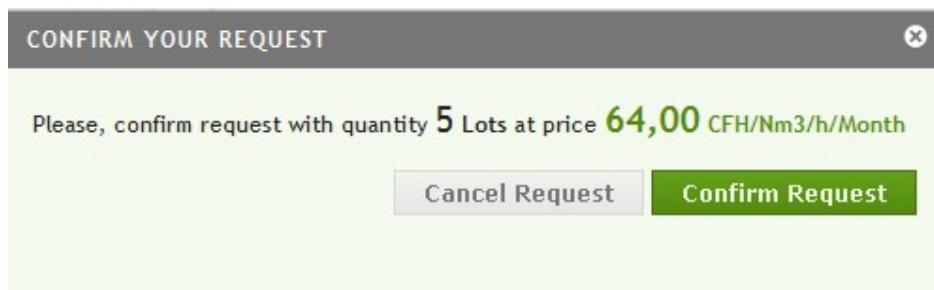 CONFIRM YOUR REQUEST
Please, confirm request with quantity 5 Lots at price 64,00 CFH/Nm3/h/Month
Cancel Request Confirm Request